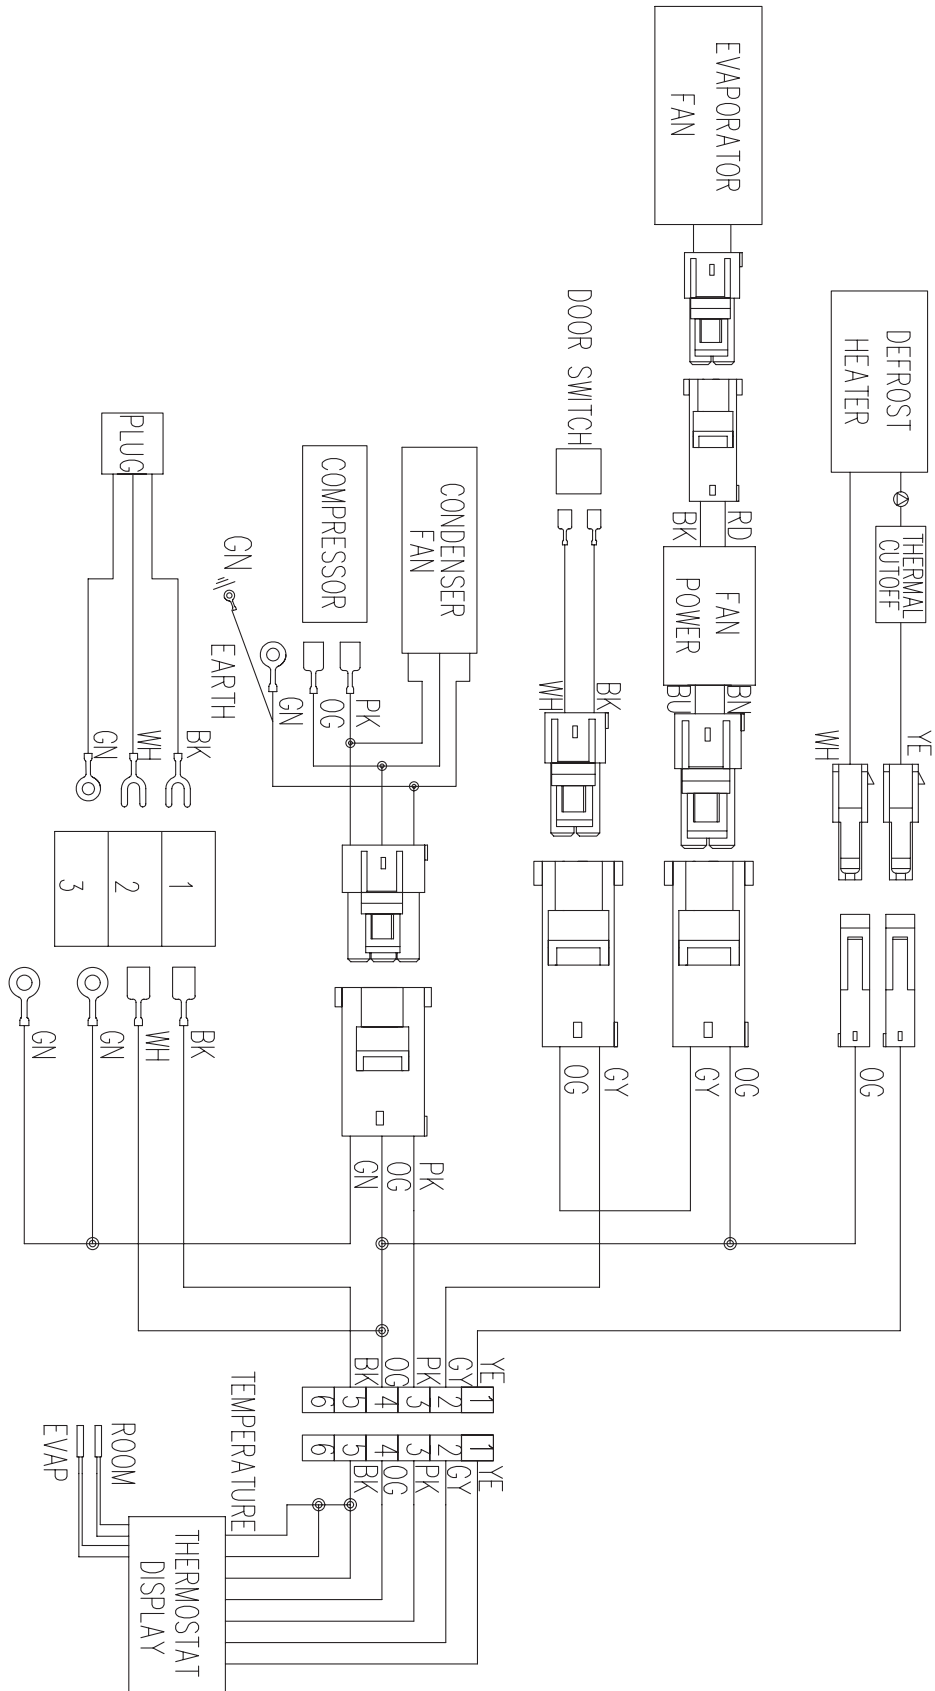 EVAPORATOR
FAN
DEFROST
HEATER
THERMAL
CUTOFF
YE
WH
RD
BK
FAN
POWER
BN
BU
DOOR SWITCH
BK
WH
CONDENSER
FAN
COMPRESSOR
PK
OG
GN
GN
EARTH
PLUG
BK
WH
GN
1
2
3
BK
WH
GN
GN
PK
OG
GN
GY
OG
OG
GY
OG
YE
GY
PK
OG
BK
1
2
3
4
5
6
1
2
3
4
5
6
YE
GY
PK
OG
BK
TEMPERATURE
ROOM
EVAP
THERMOSTAT
DISPLAY